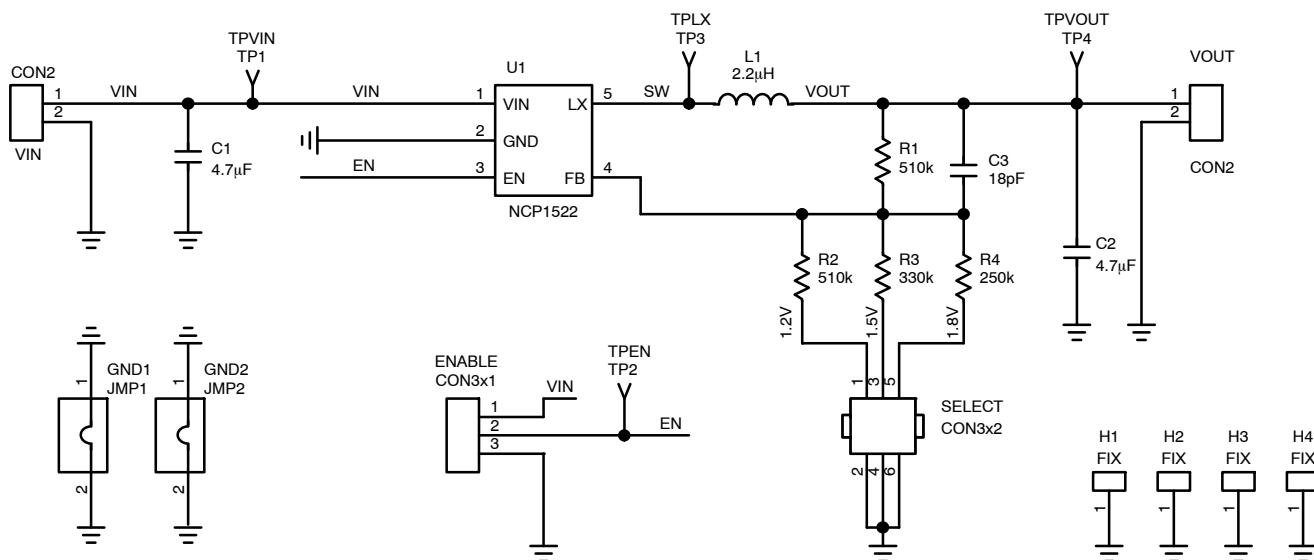 TPVIN
TP1
TPLX
TP3
TPVOUT
TP4
CON2
U1
L1
2.2μH
VOUT
1
2
VIN
VIN
1
VIN
LX
5
SW
VOUT
1
2
VIN
C1
4.7μF
2
GND
EN
3
EN
FB
4
NCP1522
R1
510k
C3
18pF
CON2
R2
510k
R3
330k
R4
250k
C2
4.7μF
1.2V
1.5V
1.8V
GND1
JMP1
1
2
GND2
JMP2
1
2
ENABLE
CON3x1
1
2
3
VIN
TPEN
TP2
EN
1
3
5
SELECT
CON3x2
2
4
6
H1
FIX
1
H2
FIX
1
H3
FIX
1
H4
FIX
1